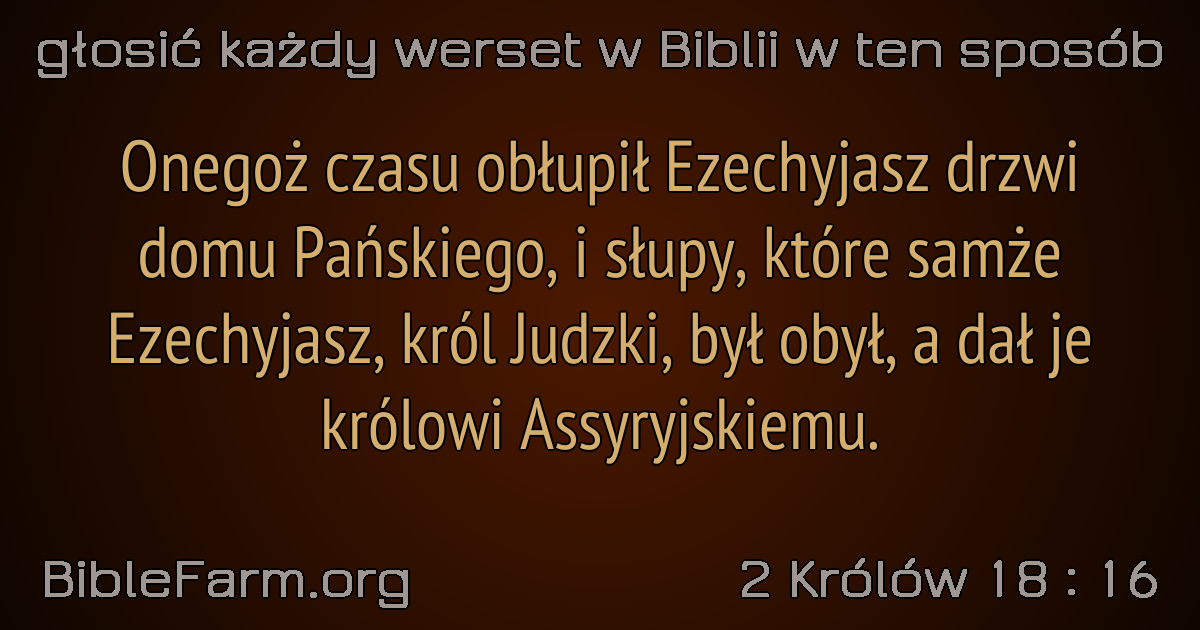 głosić każdy werset w Biblii w ten sposób
Onegoż czasu obłupił Ezechyjasz drzwi
domu Pańskiego, i słupy, które samże
Ezechyjasz, król Judzki, był obył, a dał je
królowi Assyryjskiemu.
BibleFarm.org
2 Królów 18 : 16